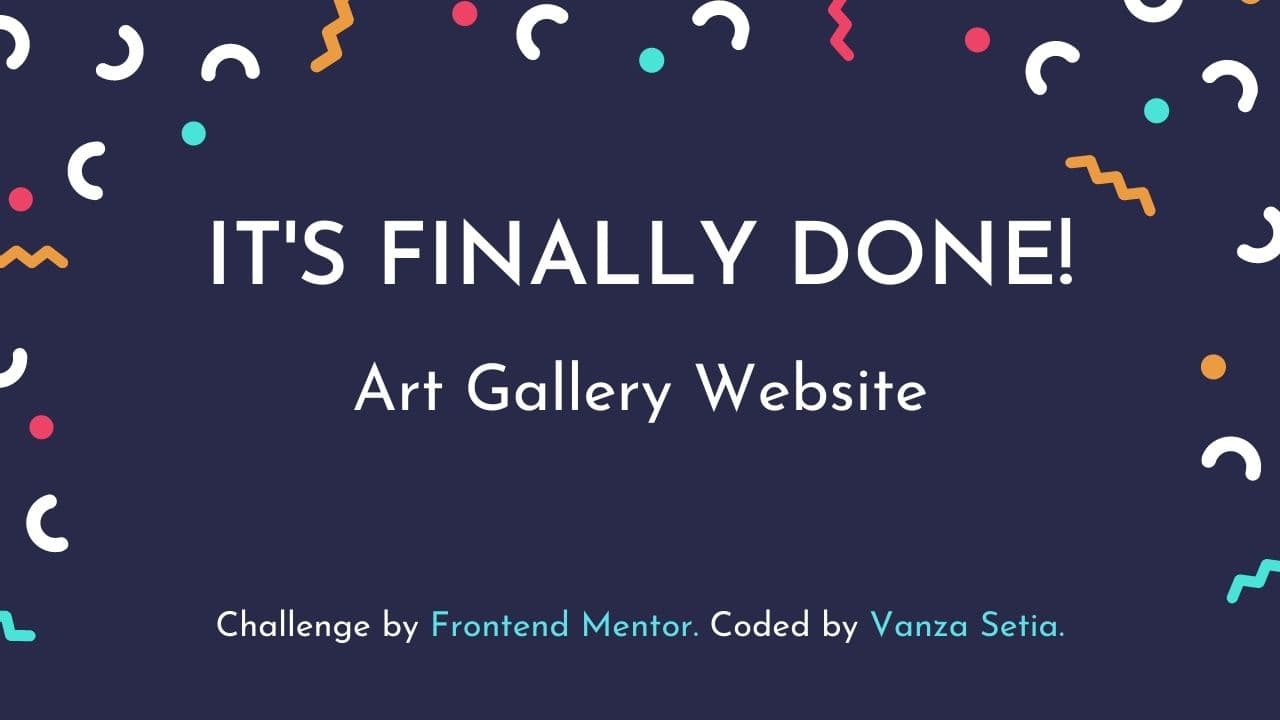 IT'S FINALLY DONE!
Art Gallery Website
Challenge by Frontend Mentor. Coded by Vanza Setia.